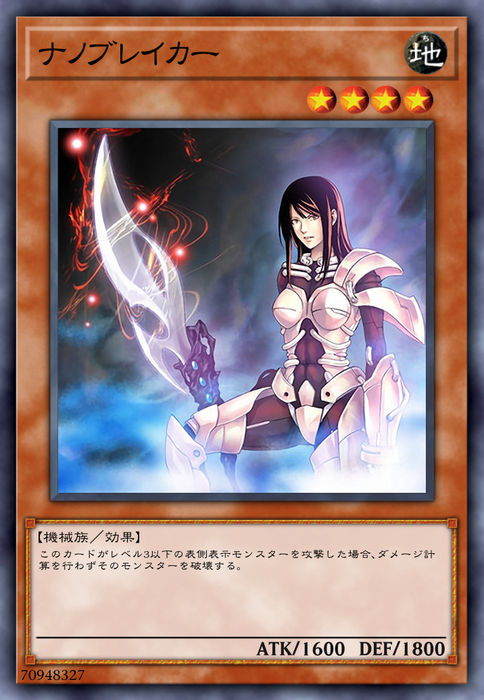 ナノブレイカー
ち
地
【機械族／効果】
このカードがレベル3以下の表側表示モンスターを攻撃した場合、ダメージ計
算を行わずそのモンスターを破壊する。
ATK/1600 DEF/1800
70948327